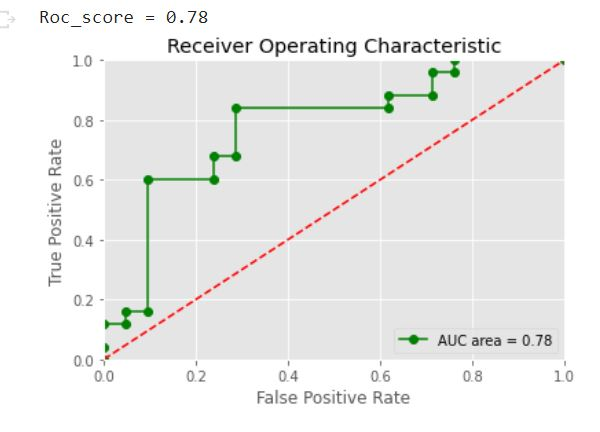 Roc_score = 0.78
Receiver Operating Characteristic
1.0
0.8
0.6
0.4
0.2
0.0
True Positive Rate
AUC area = 0.78
0.0 0.2 0.4 0.6 0.8 1.0
False Positive Rate